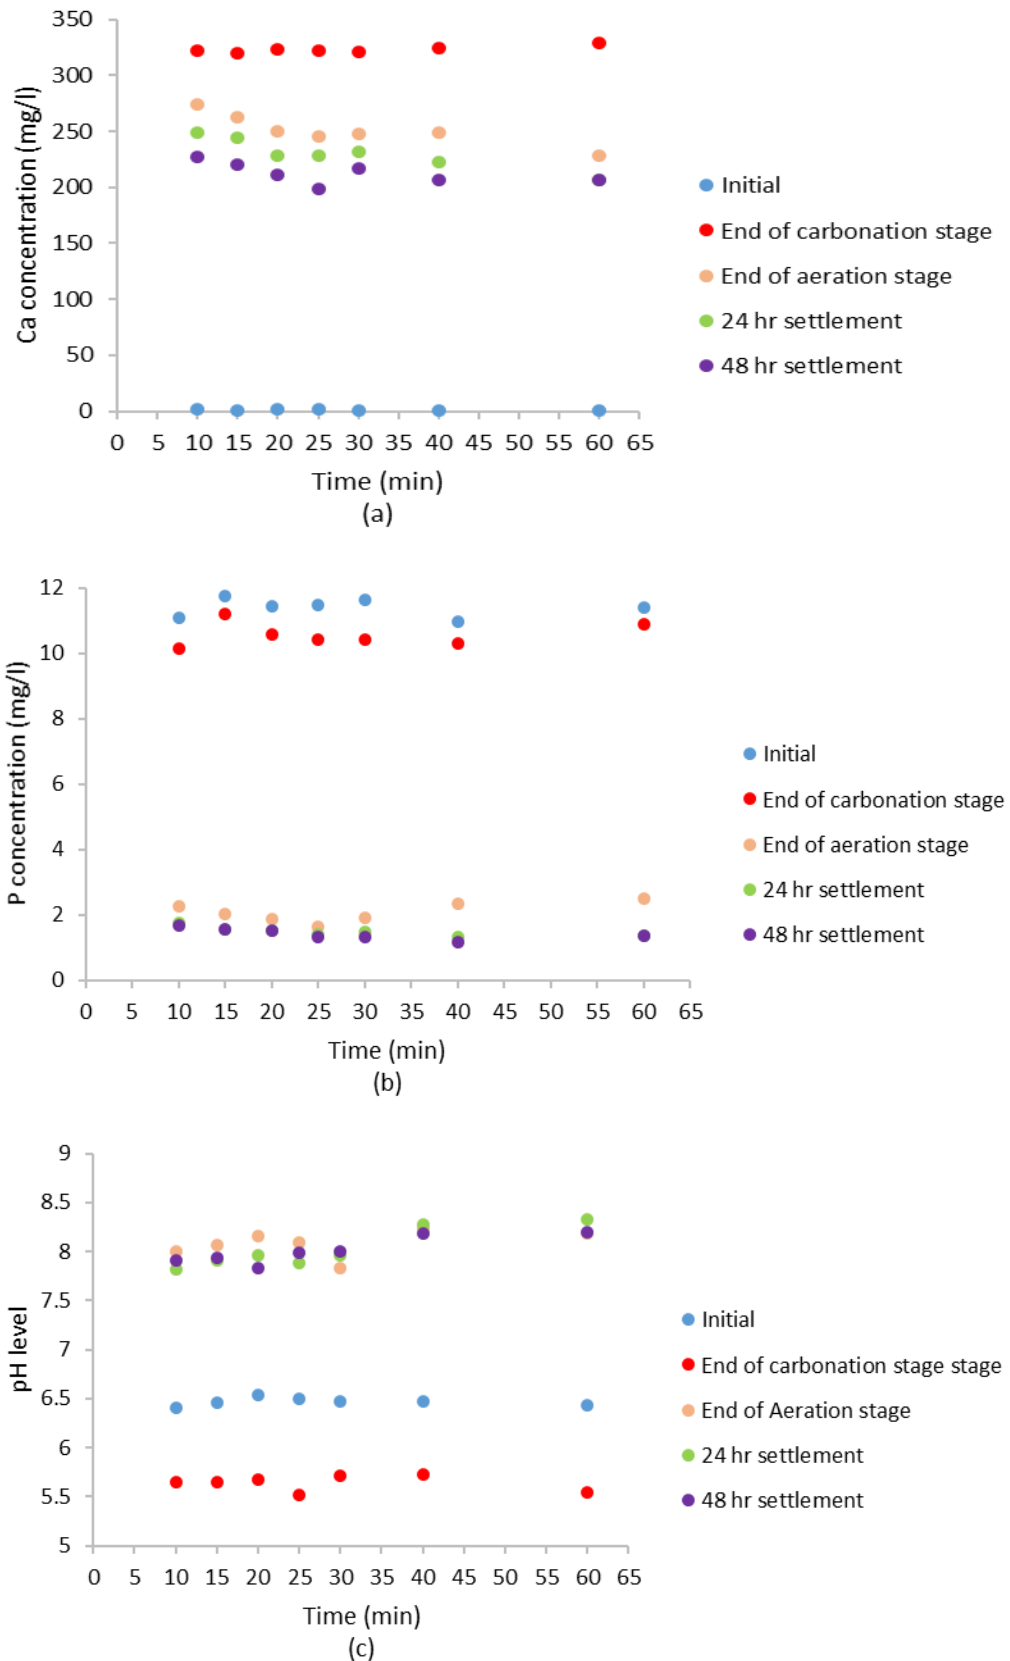 350
300
250
200
150
100
50
0
Ca concentration (mg/l)
0 5 10 15 20 25 30 35 40 45 50 55 60 65
Time (min)
(a)
Initial
End of carbonation stage
End of aeration stage
24 hr settlement
48 hr settlement
12
10
8
6
4
2
0
P concentration (mg/l)
0 5 10 15 20 25 30 35 40 45 50 55 60 65
Time (min)
(b)
Initial
End of carbonation stage
End of aeration stage
24 hr settlement
48 hr settlement
9
8.5
8
7.5
7
6.5
6
5.5
5
pH level
0 5 10 15 20 25 30 35 40 45 50 55 60 65
Time (min)
(c)
Initial
End of carbonation stage stage
End of Aeration stage
24 hr settlement
48 hr settlement